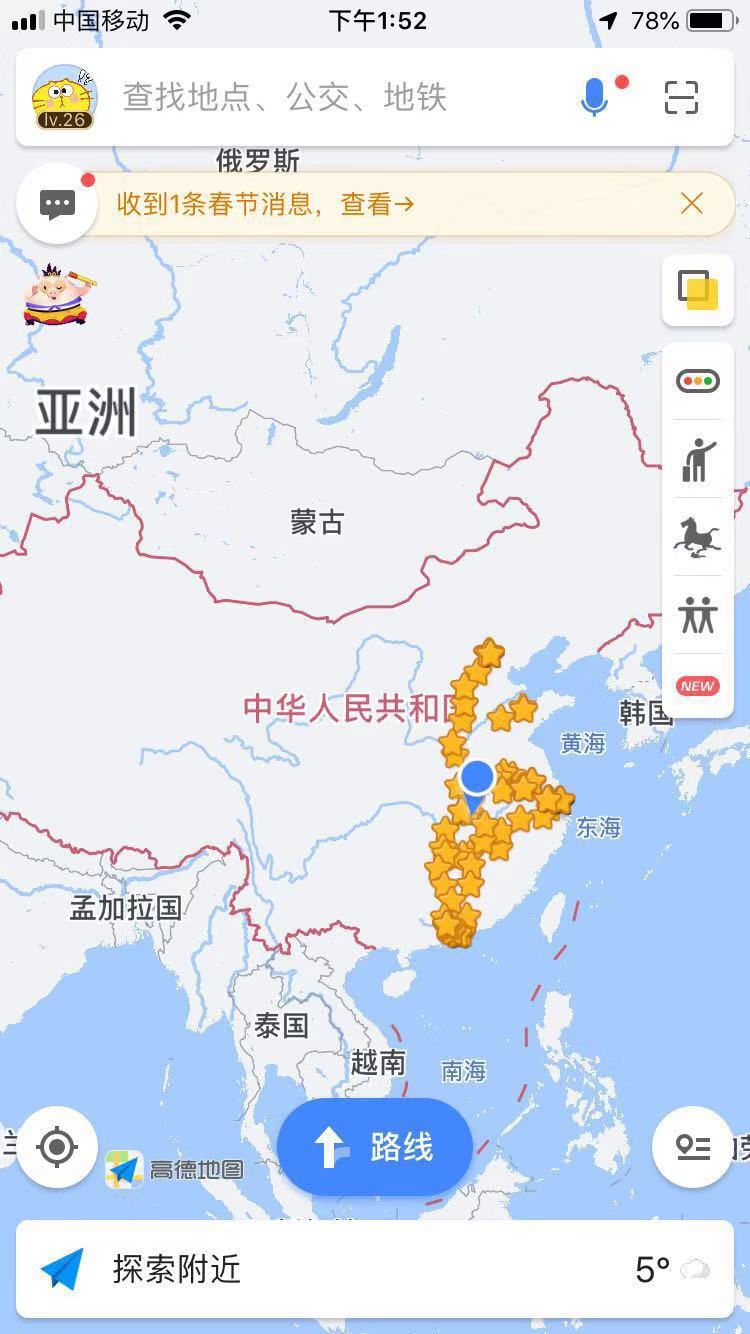 中国移动
下午1:52
78%
lv.26
查找地点、公交、地铁
俄罗斯
收到1条春节消息，查看→
亚洲
蒙古
NEW
中华人民共和国
韩国
黄海
东海
孟加拉国
泰国
越南
南海
路线
高德地图
探索附近
5°